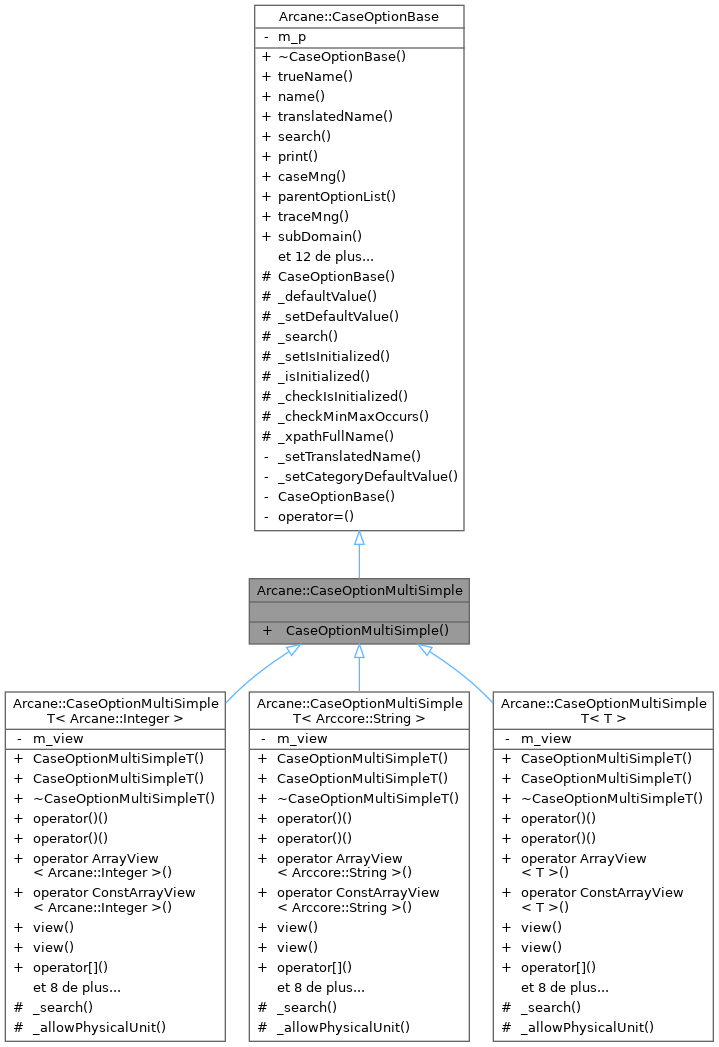 Arcane::CaseOptionBase
- m_p
+ ~CaseOptionBase()
+ trueName()
+ name()
+ translatedName()
+ search()
+ print()
+ caseMng()
+ parentOptionList()
+ traceMng()
+ subDomain()
et 12 de plus...
# CaseOptionBase()
# _defaultValue()
# _setDefaultValue()
# _search()
# _setIsInitialized()
# _isInitialized()
# _checkIsInitialized()
# _checkMinMaxOccurs()
# _xpathFullName()
- _setTranslatedName()
- _setCategoryDefaultValue()
- CaseOptionBase()
- operator=()
Arcane::CaseOptionMultiSimple
+ CaseOptionMultiSimple()
Arcane::CaseOptionMultiSimple
T< Arcane::Integer >
- m_view
+ CaseOptionMultiSimpleT()
+ CaseOptionMultiSimpleT()
+ ~CaseOptionMultiSimpleT()
+ operator()()
+ operator()()
+ operator ArrayView
< Arcane::Integer >()
+ operator ConstArrayView
< Arcane::Integer >()
+ view()
+ view()
+ operator[]()
et 8 de plus...
# _search()
# _allowPhysicalUnit()
Arcane::CaseOptionMultiSimple
T< Arccore::String >
- m_view
+ CaseOptionMultiSimpleT()
+ CaseOptionMultiSimpleT()
+ ~CaseOptionMultiSimpleT()
+ operator()()
+ operator()()
+ operator ArrayView
< Arccore::String >()
+ operator ConstArrayView
< Arccore::String >()
+ view()
+ view()
+ operator[]()
et 8 de plus...
# _search()
# _allowPhysicalUnit()
Arcane::CaseOptionMultiSimple
T< T >
- m_view
+ CaseOptionMultiSimpleT()
+ CaseOptionMultiSimpleT()
+ ~CaseOptionMultiSimpleT()
+ operator()()
+ operator()()
+ operator ArrayView
< T >()
+ operator ConstArrayView
< T >()
+ view()
+ view()
+ operator[]()
et 8 de plus...
# _search()
# _allowPhysicalUnit()